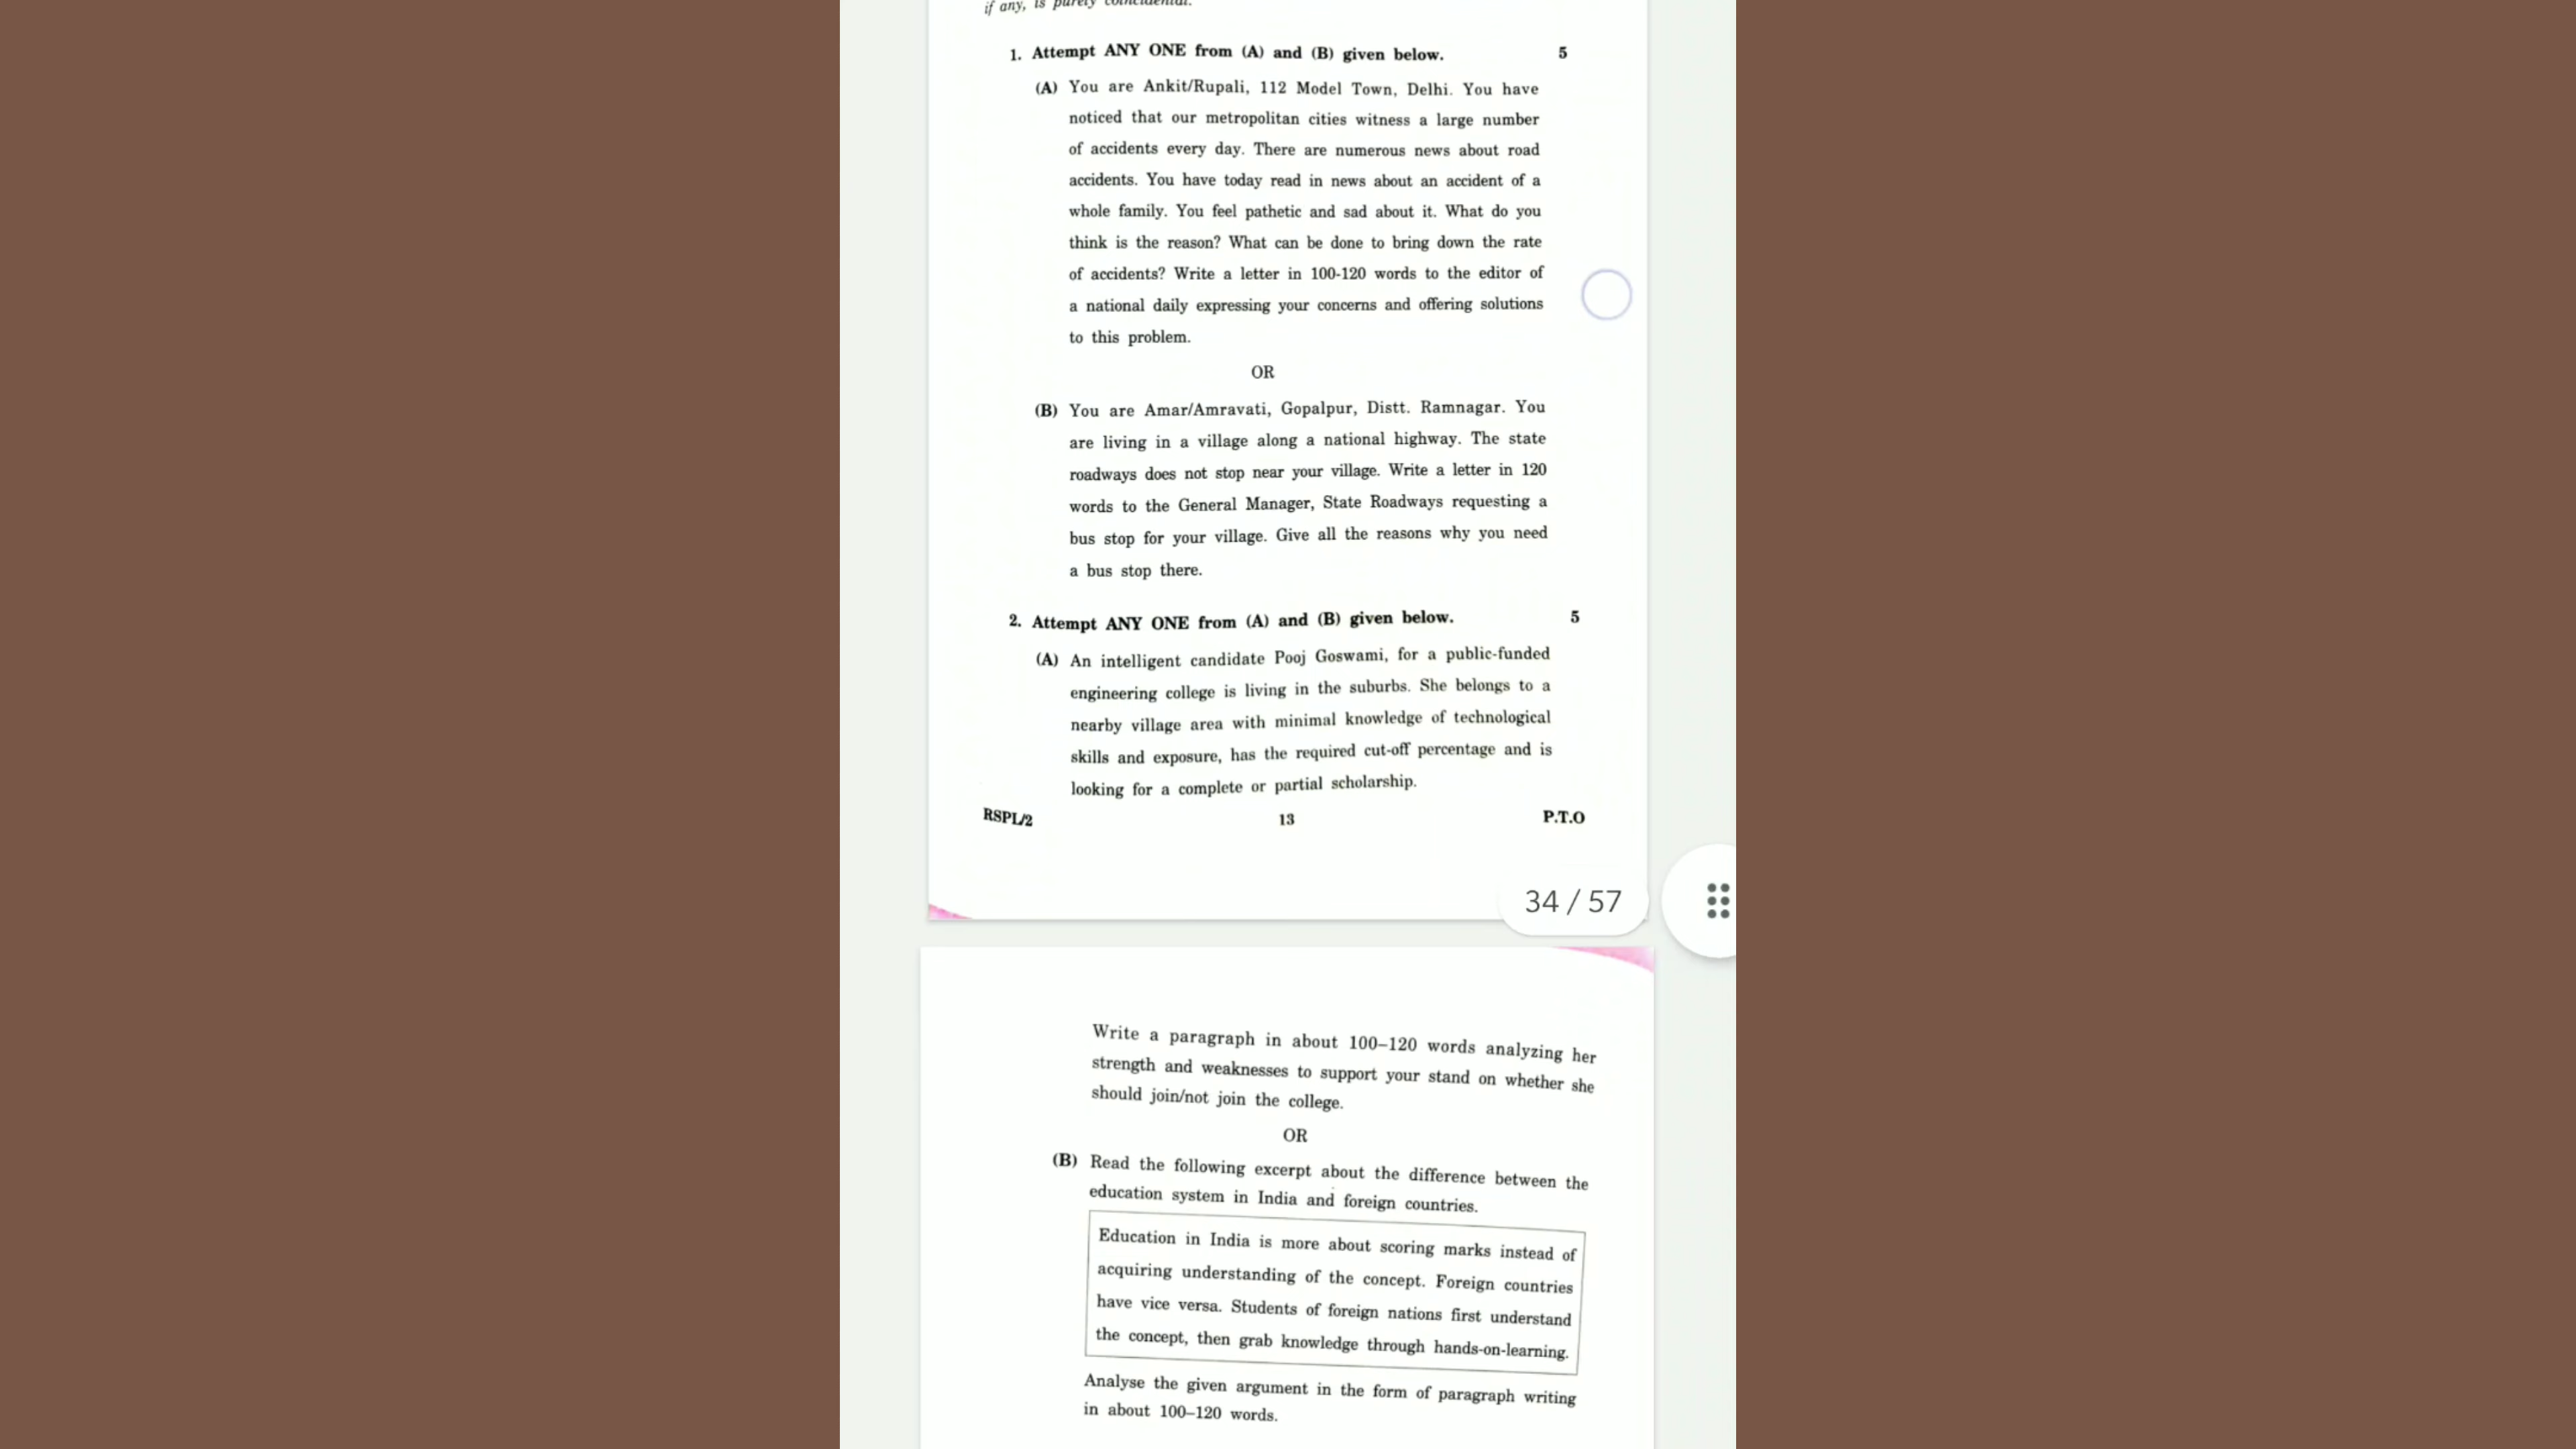 if any, is purely coincidental.
1. Attempt ANY ONE from (A) and (B) given below. 5
(A) You are Ankit/Rupali, 112 Model Town, Delhi. You have
noticed that our metropolitan cities witness a large number
of accidents every day. There are numerous news about road
accidents. You have today read in news about an accident of a
whole family. You feel pathetic and sad about it. What do you
think is the reason? What can be done to bring down the rate
of accidents? Write a letter in 100-120 words to the editor of
a national daily expressing your concerns and offering solutions
to this problem.
OR
(B) You are Amar/Amravati, Gopalpur, Distt. Ramnagar. You
are living in a village along a national highway. The state
roadways does not stop near your village. Write a letter in 120
words to the General Manager, State Roadways requesting a
bus stop for your village. Give all the reasons why you need
a bus stop there.
2. Attempt ANY ONE from (A) and (B) given below. 5
(A) An intelligent candidate Pooj Goswami, for a public-funded
engineering college is living in the suburbs. She belongs to a
nearby village area with minimal knowledge of technological
skills and exposure, has the required cut-off percentage and is
looking for a complete or partial scholarship.
RSPL/2 13 P.T.O
34 / 57
Write a paragraph in about 100–120 words analyzing her
strength and weaknesses to support your stand on whether she
should join/not join the college.
OR
(B) Read the following excerpt about the difference between the
education system in India and foreign countries.
Education in India is more about scoring marks instead of
acquiring understanding of the concept. Foreign countries
have vice versa. Students of foreign nations first understand
the concept, then grab knowledge through hands-on-learning.
Analyse the given argument in the form of paragraph writing
in about 100–120 words.